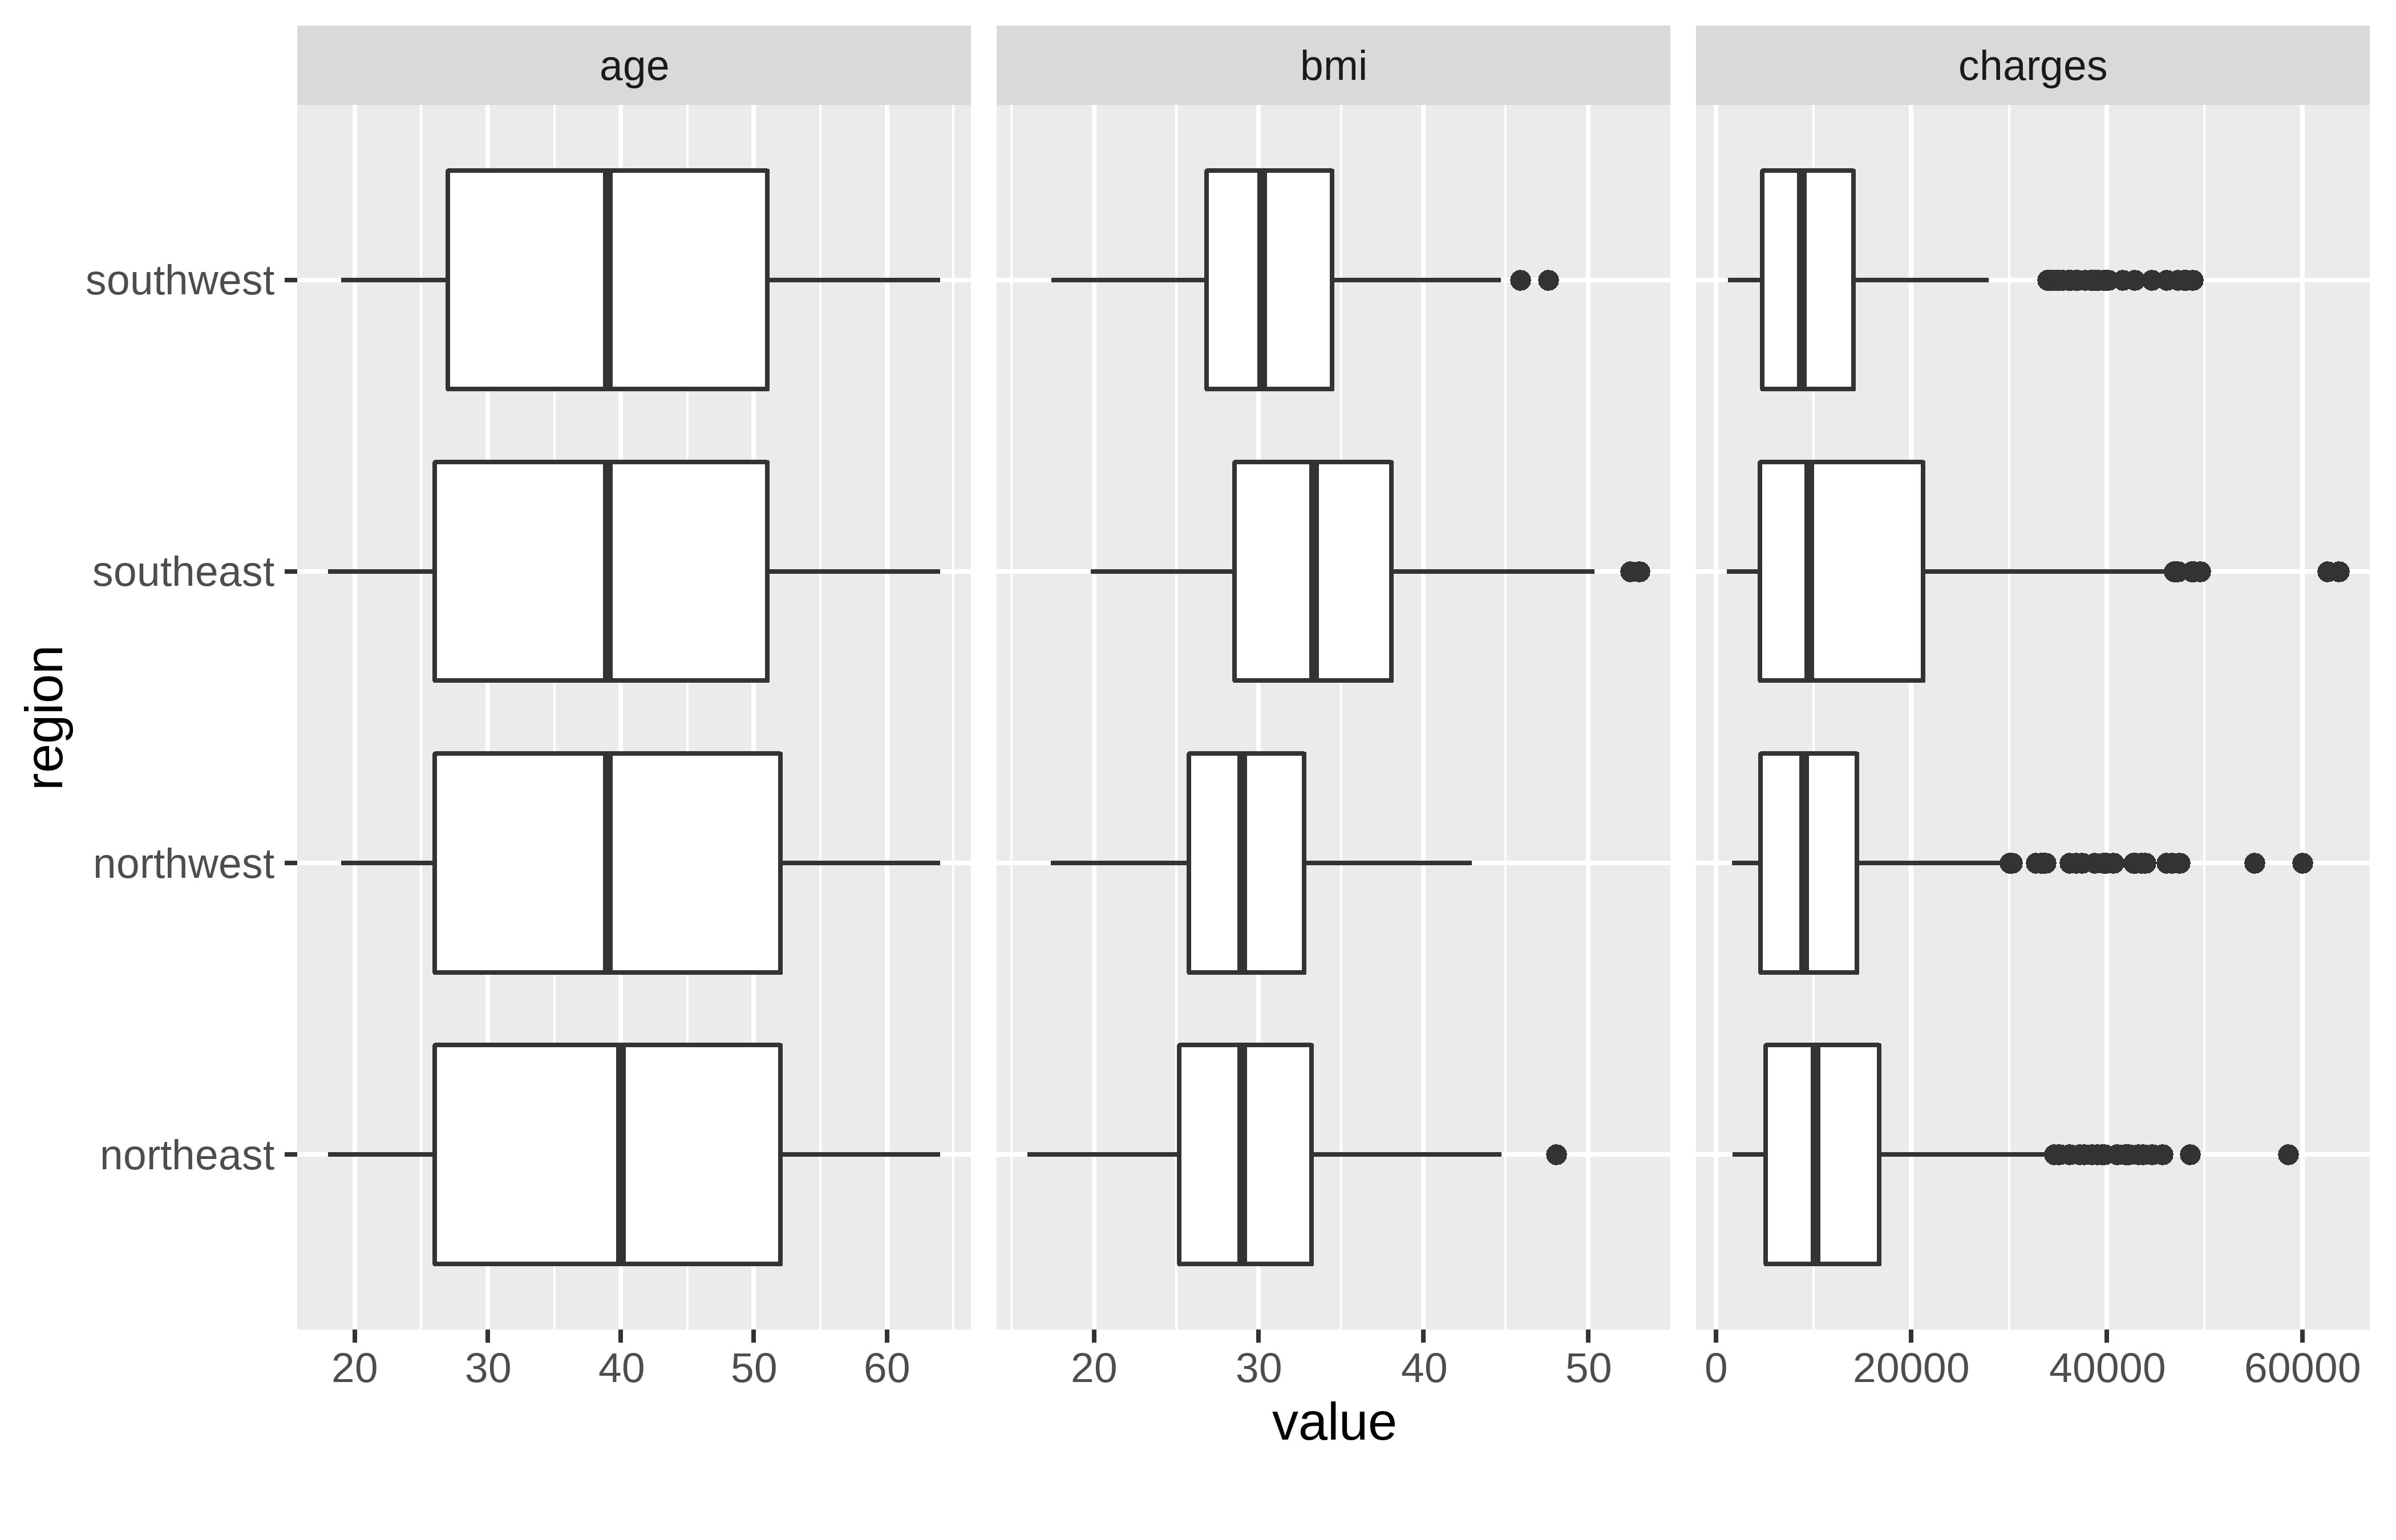 age bmi charges
southwest
southeast
northwest
northeast
region
20 30 40 50 60 20 30 40 50 0 20000 40000 60000
value